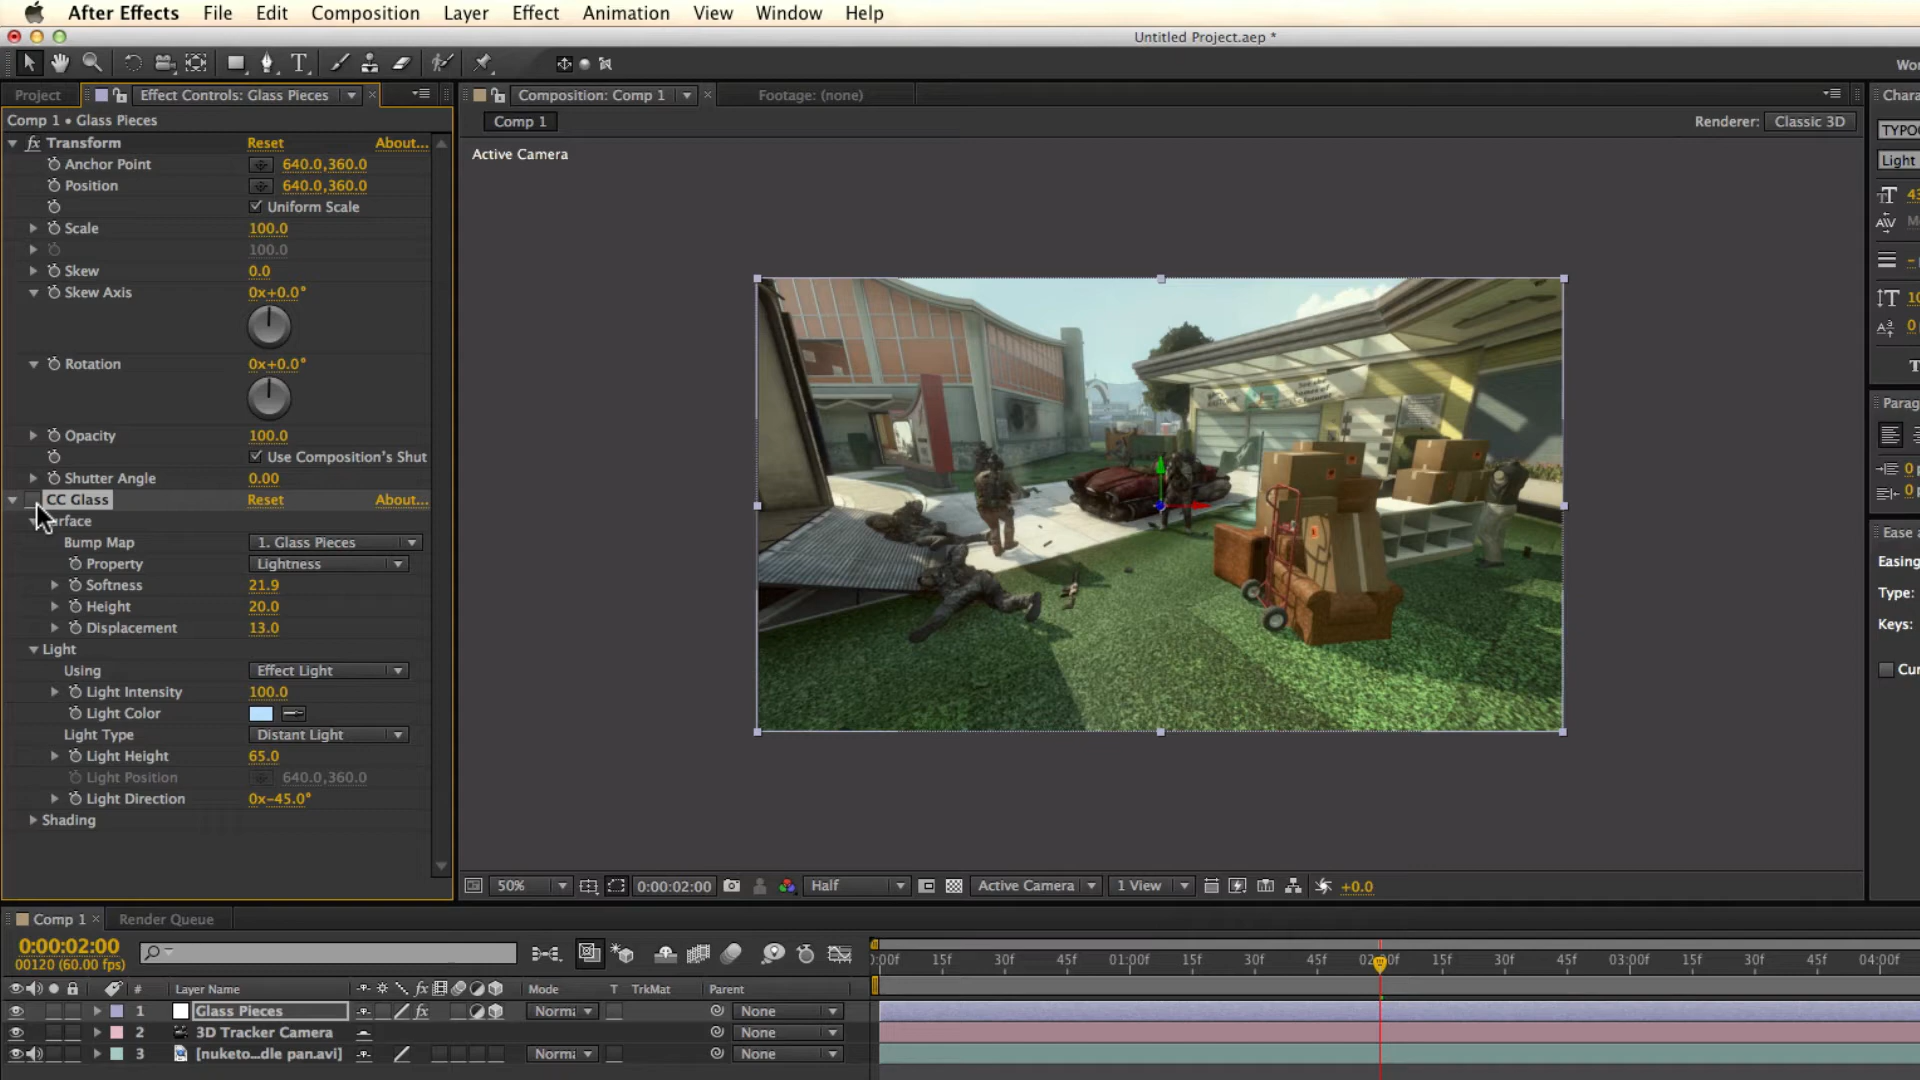 After Effects File Edit Composition Layer Effect Animation View Window Help
Untitled Project.aep *
Project Effect Controls: Glass Pieces × Composition: Comp 1 × Footage: (none)
Comp 1 • Glass Pieces
Comp 1
Renderer: Classic 3D
Active Camera
fx Transform Reset About...
Anchor Point 640.0,360.0
Position 640.0,360.0
Uniform Scale
Scale 100.0
100.0
Skew 0.0
Skew Axis 0x+0.0°
Rotation 0x+0.0°
Opacity 100.0
Use Composition's Shut
Shutter Angle 0.00
CC Glass Reset About...
rface
Bump Map 1. Glass Pieces
Property Lightness
Softness 21.9
Height 20.0
Displacement 13.0
Light
Using Effect Light
Light Intensity 100.0
Light Color
Light Type Distant Light
Light Height 65.0
Light Position 640.0,360.0
Light Direction 0x-45.0°
Shading
Chara
TYPO
Light
Parag
Ease a
Easing
Type:
Keys:
Cur
50% 0:00:02:00 Half Active Camera 1 View +0.0
Comp 1 × Render Queue
0:00:02:00
00120 (60.00 fps)
15f 30f 45f 01:00f 15f 30f 45f 15f 30f 45f 03:00f 15f 30f 45f 04:00f
# Layer Name fx Mode T TrkMat Parent
1 Glass Pieces fx Norma None
2 3D Tracker Camera None
3 [nuketo...dle pan.avi] Norma None